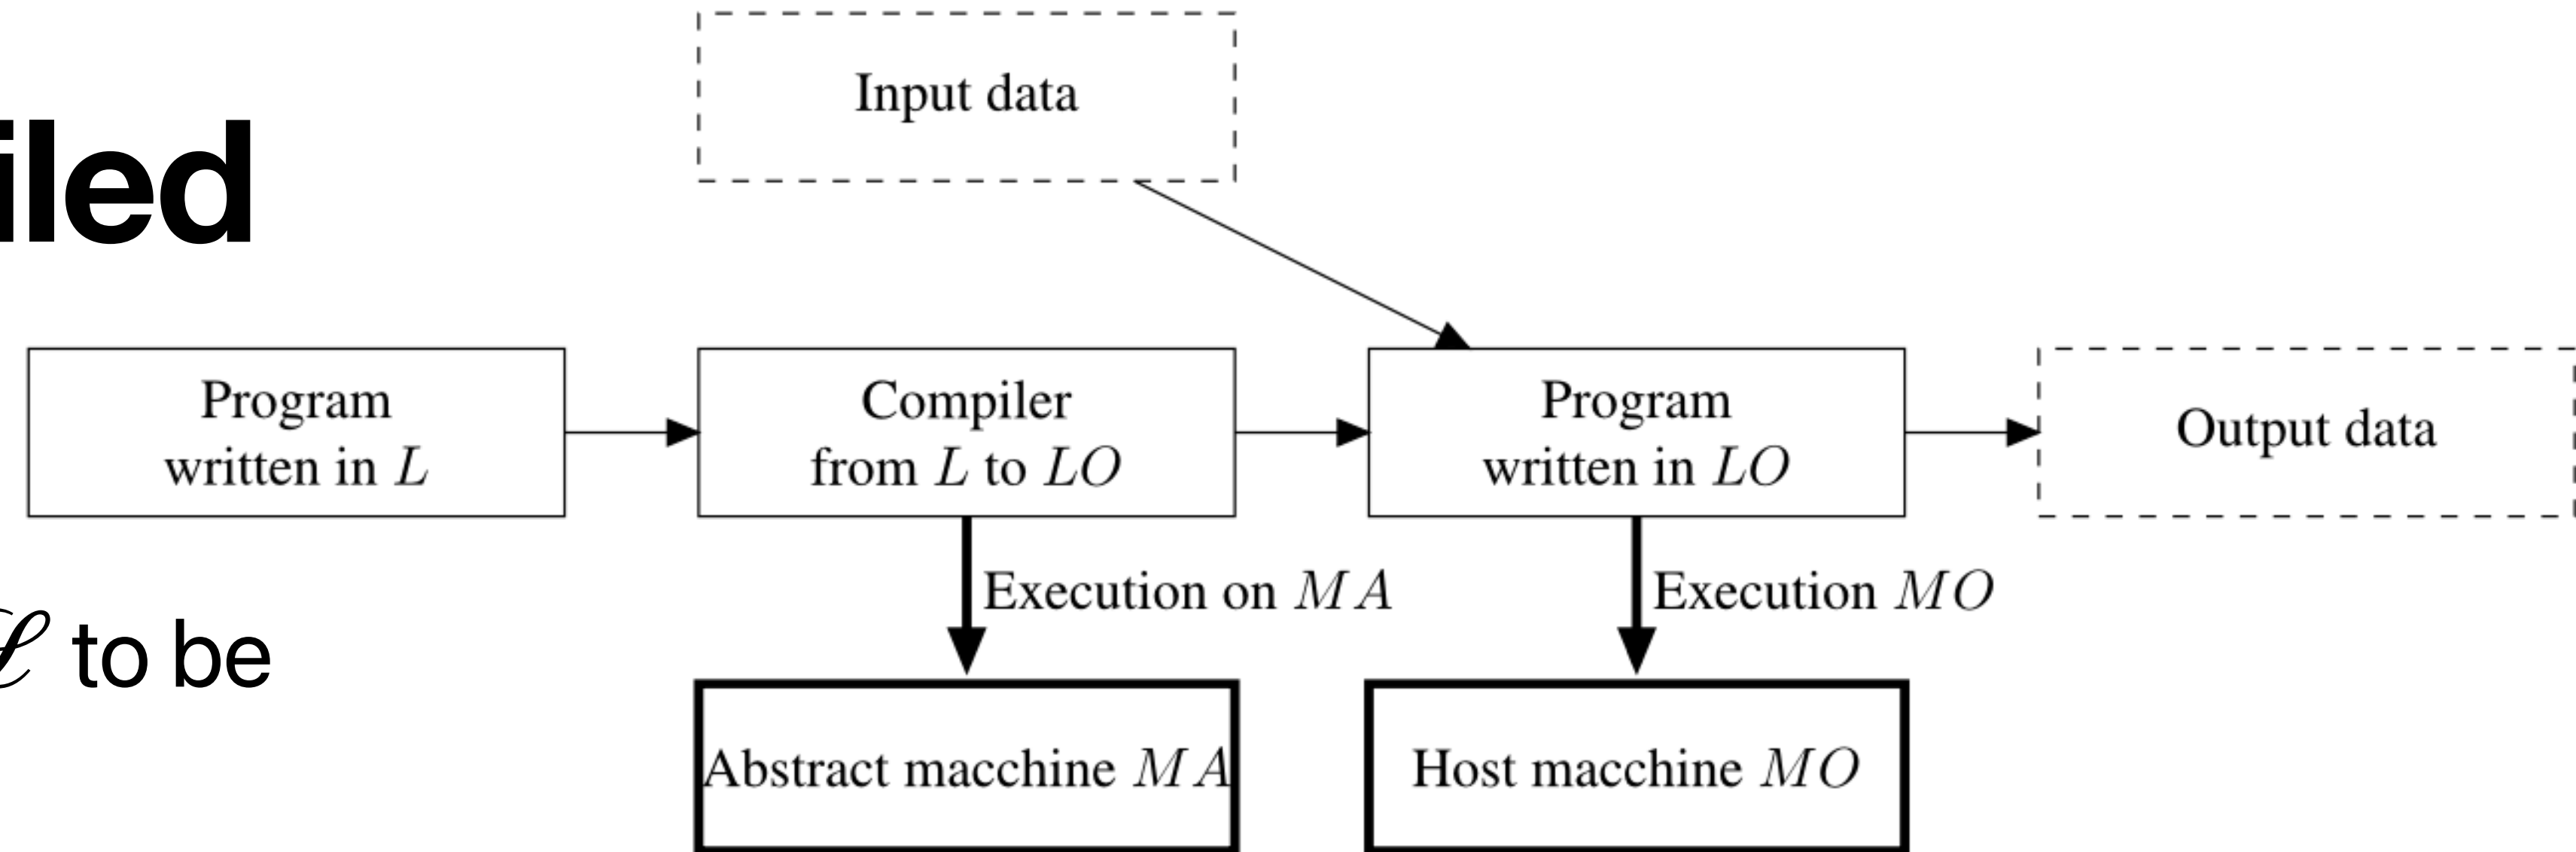 Input data
iled
Program
written in L
Compiler
from L to LO
Program
written in LO
Output data
Execution on MA
Execution MO
ℒ to be
Abstract macchine MA
Host macchine MO